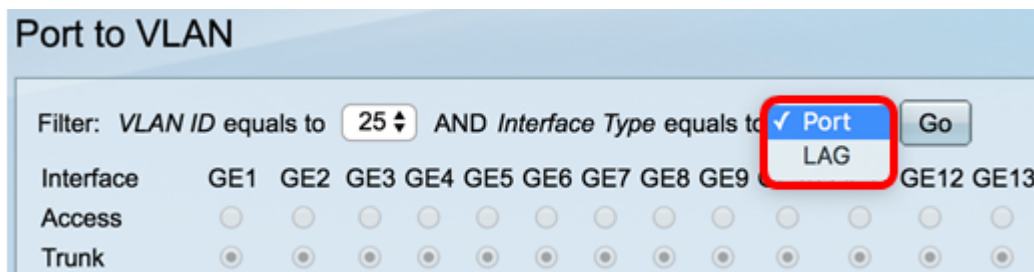 Port to VLAN
Filter: VLAN ID equals to 25 AND Interface Type equals to ✓ Port Go
LAG
Interface GE1 GE2 GE3 GE4 GE5 GE6 GE7 GE8 GE9 GE12 GE13
Access
Trunk